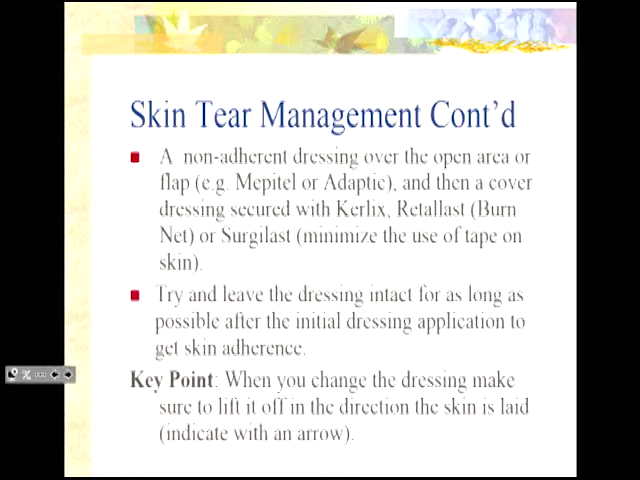 Skin Tear Management Cont'd
A non-adherent dressing over the open area or
flap (e.g. Mepitel or Adaptic), and then a cover
dressing secured with Kerlix, Retallast (Burn
Net) or Surgilast (minimize the use of tape on
skin).
Try and leave the dressing intact for as long as
possible after the initial dressing application to
get skin adherence.
Key Point: When you change the dressing make
sure to lift it off in the direction the skin is laid
(indicate with an arrow).